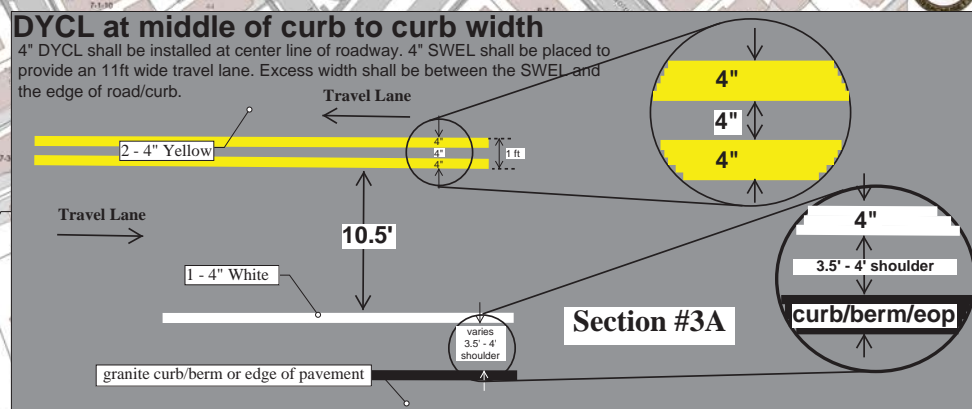 7-1-10
DYCL at middle of curb to curb width
4" DYCL shall be installed at center line of roadway. 4" SWEL shall be placed to
provide an 11ft wide travel lane. Excess width shall be between the SWEL and
the edge of road/curb.
Travel Lane
2 - 4" Yellow
4"
4"
4"
1 ft
4"
4"
4"
Travel Lane
10.5'
1 - 4" White
varies
3.5' - 4'
shoulder
granite curb/berm or edge of pavement
Section #3A
4"
3.5' - 4' shoulder
curb/berm/eop